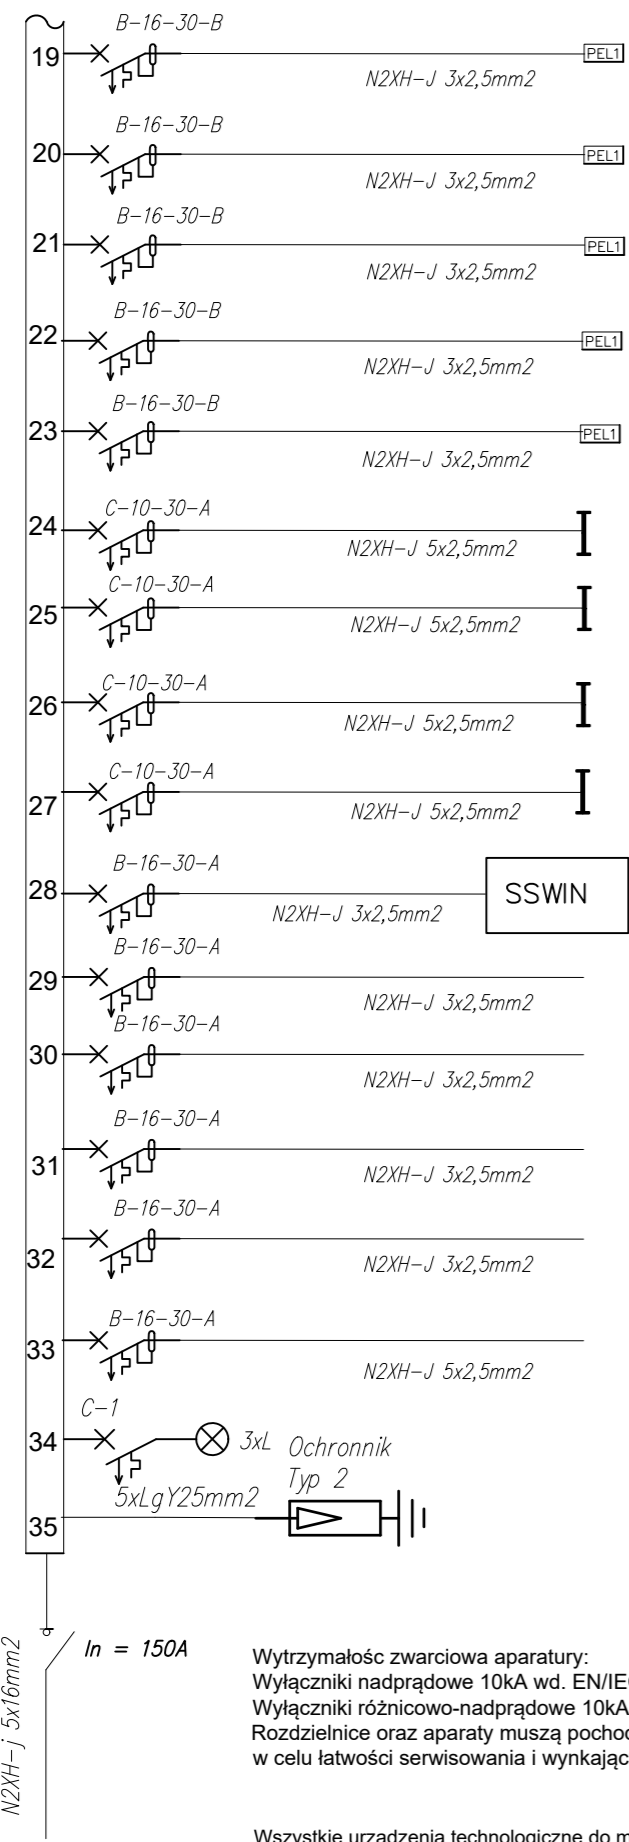 B-16-30-B
19
PEL1
N2XH-J 3x2,5mm2
B-16-30-B
20
PEL1
N2XH-J 3x2,5mm2
B-16-30-B
21
PEL1
N2XH-J 3x2,5mm2
B-16-30-B
22
PEL1
N2XH-J 3x2,5mm2
B-16-30-B
23
PEL1
N2XH-J 3x2,5mm2
C-10-30-A
24
N2XH-J 5x2,5mm2
C-10-30-A
25
N2XH-J 5x2,5mm2
C-10-30-A
26
N2XH-J 5x2,5mm2
C-10-30-A
27
N2XH-J 5x2,5mm2
B-16-30-A
28
SSWIN
N2XH-J 3x2,5mm2
B-16-30-A
29
N2XH-J 3x2,5mm2
B-16-30-A
30
N2XH-J 3x2,5mm2
B-16-30-A
31
N2XH-J 3x2,5mm2
B-16-30-A
32
N2XH-J 3x2,5mm2
B-16-30-A
33
N2XH-J 5x2,5mm2
C-1
34
3xL
Ochronnik
Typ 2
5xLgY25mm2
35
In = 150A
N2XH-j 5x16mm2
Wytrzymałośc zwarciowa aparatury:
Wyłączniki nadprądowe 10kA wd. EN/IE
Wyłączniki różnicowo-nadprądowe 10kA
Rozdzielnice oraz aparaty muszą pochod
w celu łatwości serwisowania i wynkając
Wszystkie urządzenia technologiczne do m